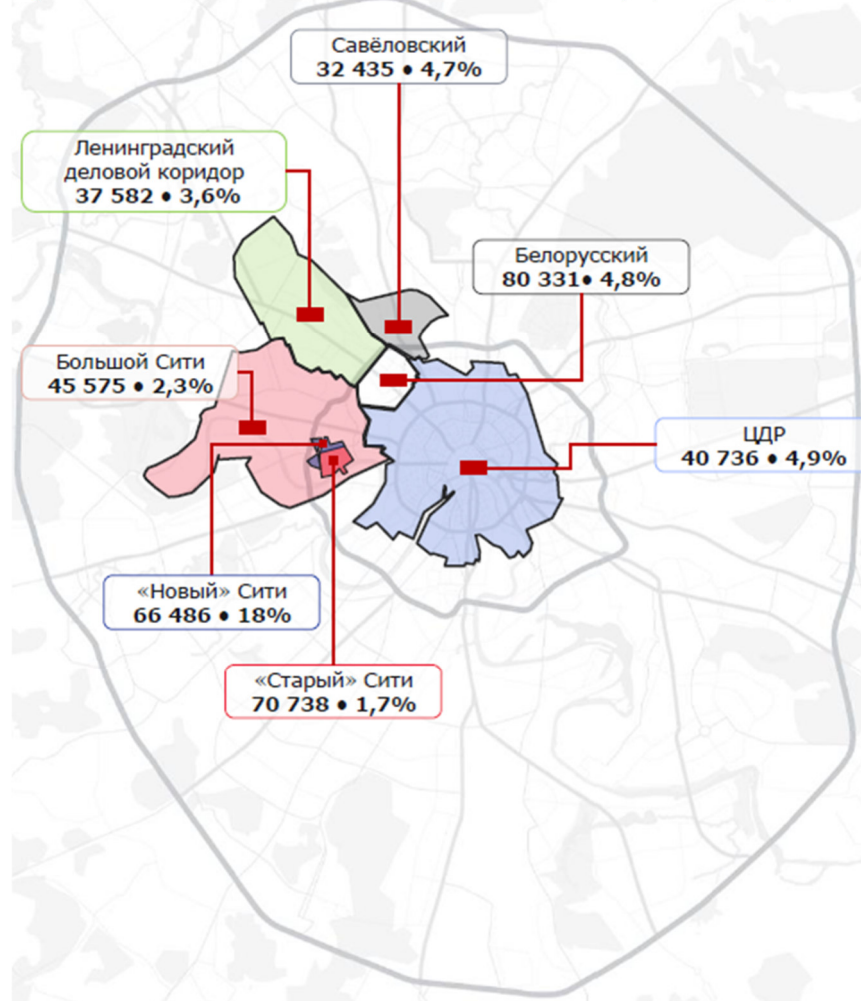 Савёловский
32 435 • 4,7%
Ленинградский
деловой коридор
37 582 • 3,6%
Белорусский
80 331• 4,8%
Большой Сити
45 575 • 2,3%
ЦДР
40 736 • 4,9%
«Новый» Сити
66 486 • 18%
«Старый» Сити
70 738 • 1,7%